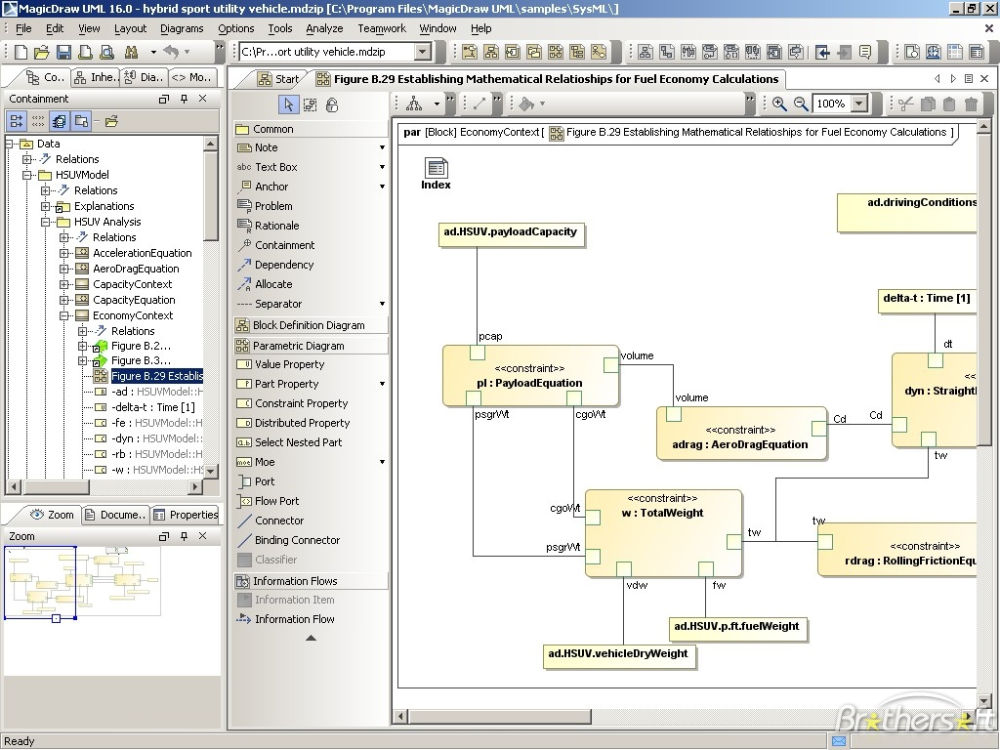 MagicDraw UML 16.0 - hybrid sport utility vehicle.mdzip [C:\Program Files\MagicDraw UML\samples\SysML\]
File Edit View Layout Diagrams Options Tools Analyze Teamwork Window Help
C:\Pr...ort utility vehicle.mdzip
Co.. Inhe.. Dia.. <> Mo..
Containment
Data
Relations
HSUVModel
Relations
Explanations
HSUV Analysis
Relations
AccelerationEquation
AeroDragEquation
CapacityContext
CapacityEquation
EconomyContext
Relations
Figure B.2...
Figure B.3...
Figure B.29 Establis
-ad : HSUVModel::H
-delta-t : Time [1]
-fe : HSUVModel::H
-dyn : HSUVModel::
-rb : HSUVModel::H
-w : HSUVModel::H
Zoom Docume.. Properties
Zoom
Start Figure B.29 Establishing Mathematical Relatioships for Fuel Economy Calculations
100%
Common
Note
abc Text Box
Anchor
Problem
Rationale
Containment
Dependency
Allocate
Separator
Block Definition Diagram
Parametric Diagram
Value Property
Part Property
Constraint Property
Distributed Property
Select Nested Part
Moe
Port
Flow Port
Connector
Binding Connector
Classifier
Information Flows
Information Item
Information Flow
par [Block] EconomyContext [ Figure B.29 Establishing Mathematical Relatioships for Fuel Economy Calculations ]
Index
ad.drivingConditions
ad.HSUV.payloadCapacity
delta-t : Time [1]
pcap
dt
<<constraint>>
pl : PayloadEquation
volume
psgrWt
cgoWt
volume
<<constraint>>
adrag : AeroDragEquation
Cd
Cd
<<
dyn : Straight
tw
cgoWt
psgrWt
<<constraint>>
w : TotalWeight
tw
vdw
fw
tw
<<constraint>>
rdrag : RollingFrictionEqu
ad.HSUV.p.ft.fuelWeight
ad.HSUV.vehicleDryWeight
Brothersoft
Ready